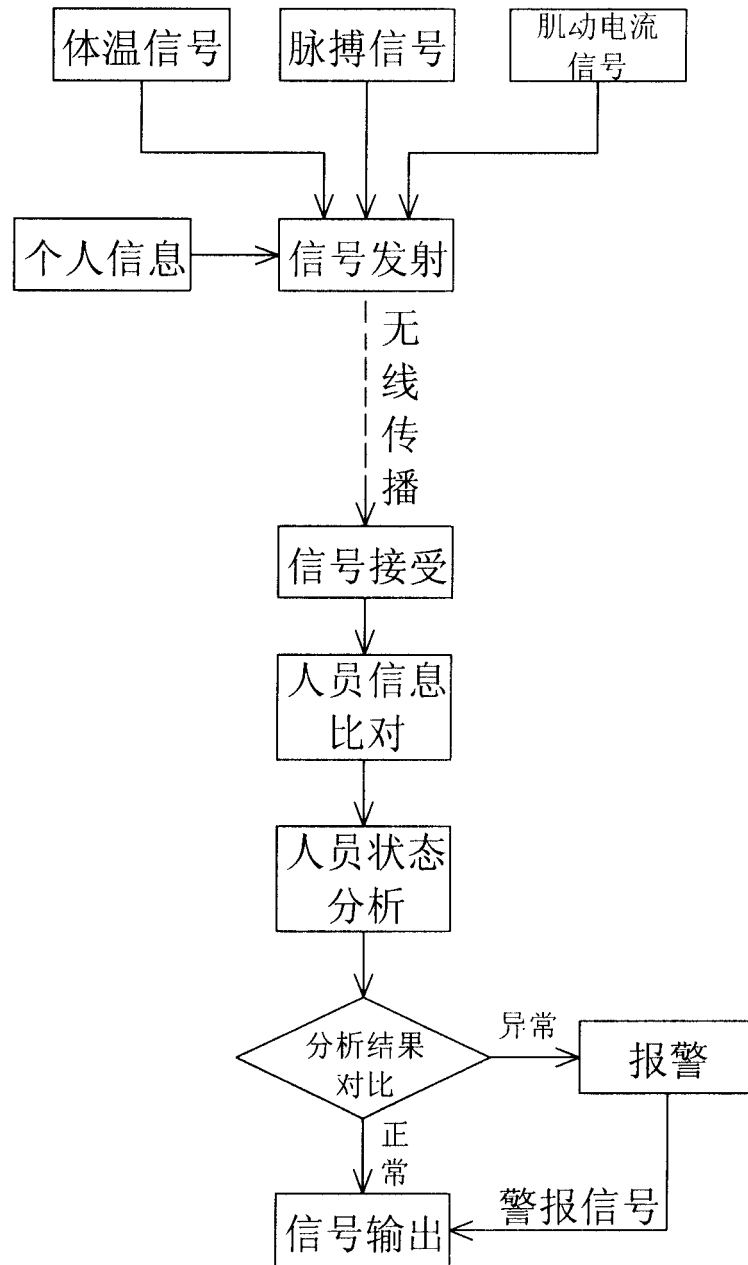 体温信号
脉搏信号
肌动电流
信号
个人信息
信号发射
无
线
传
播
信号接受
人员信息
比对
人员状态
分析
分析结果
对比
异常
报警
正
常
警报信号
信号输出